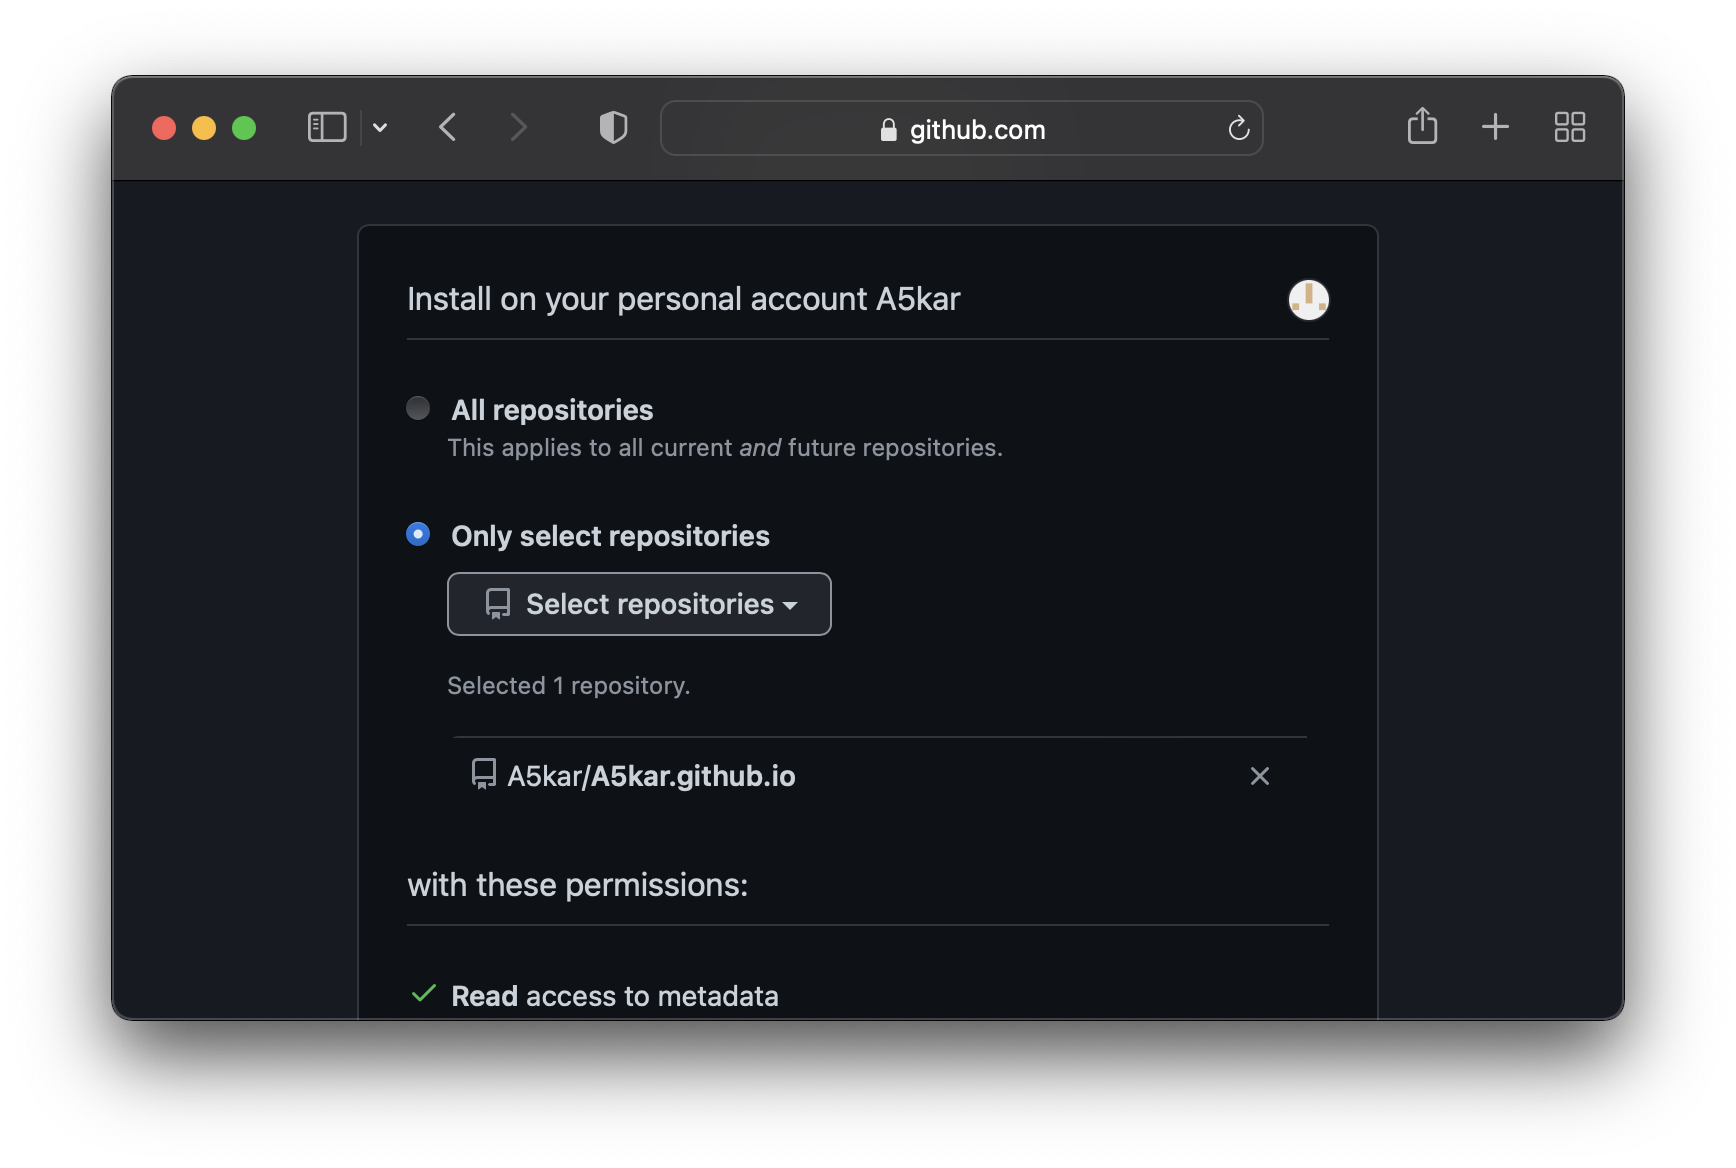 github.com
Install on your personal account A5kar
All repositories
This applies to all current and future repositories.
Only select repositories
Select repositories
Selected 1 repository.
A5kar/A5kar.github.io
with these permissions:
Read access to metadata